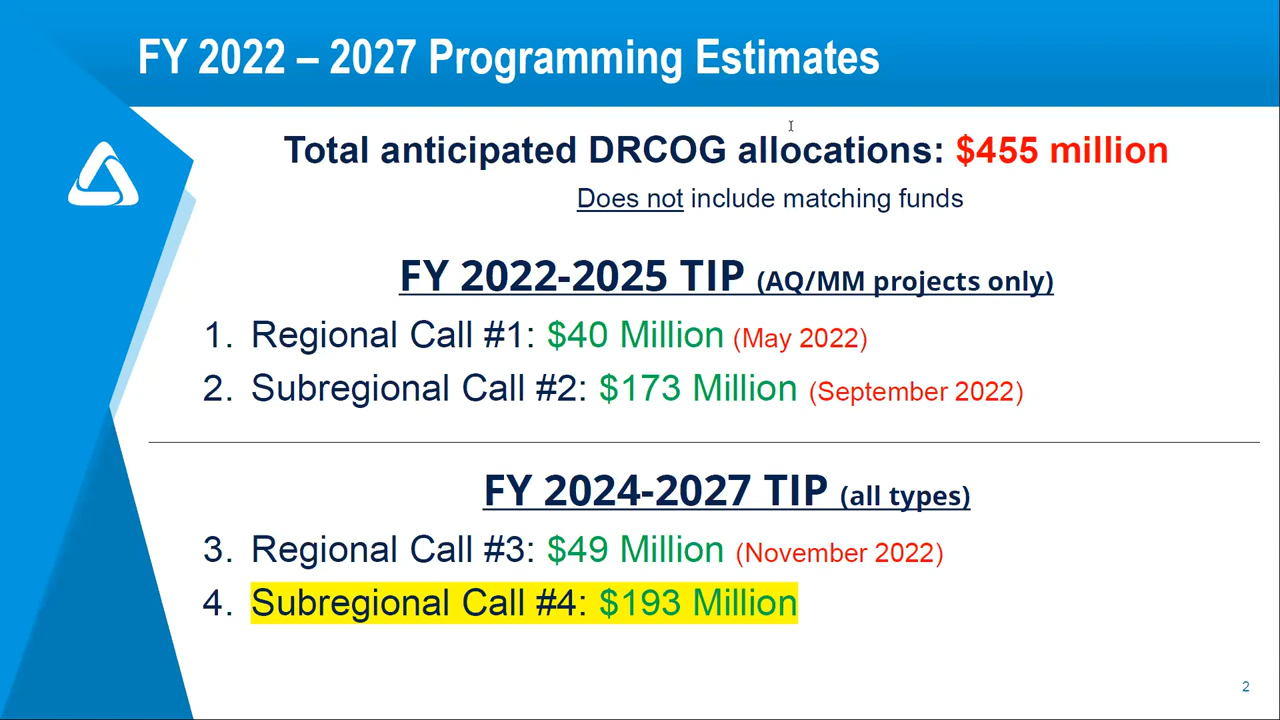 FY 2022 – 2027 Programming Estimates
Total anticipated DRCOG allocations: $455 million
Does not include matching funds
FY 2022-2025 TIP (AQ/MM projects only)
1. Regional Call #1: $40 Million (May 2022)
2. Subregional Call #2: $173 Million (September 2022)
FY 2024-2027 TIP (all types)
3. Regional Call #3: $49 Million (November 2022)
4. Subregional Call #4: $193 Million
2